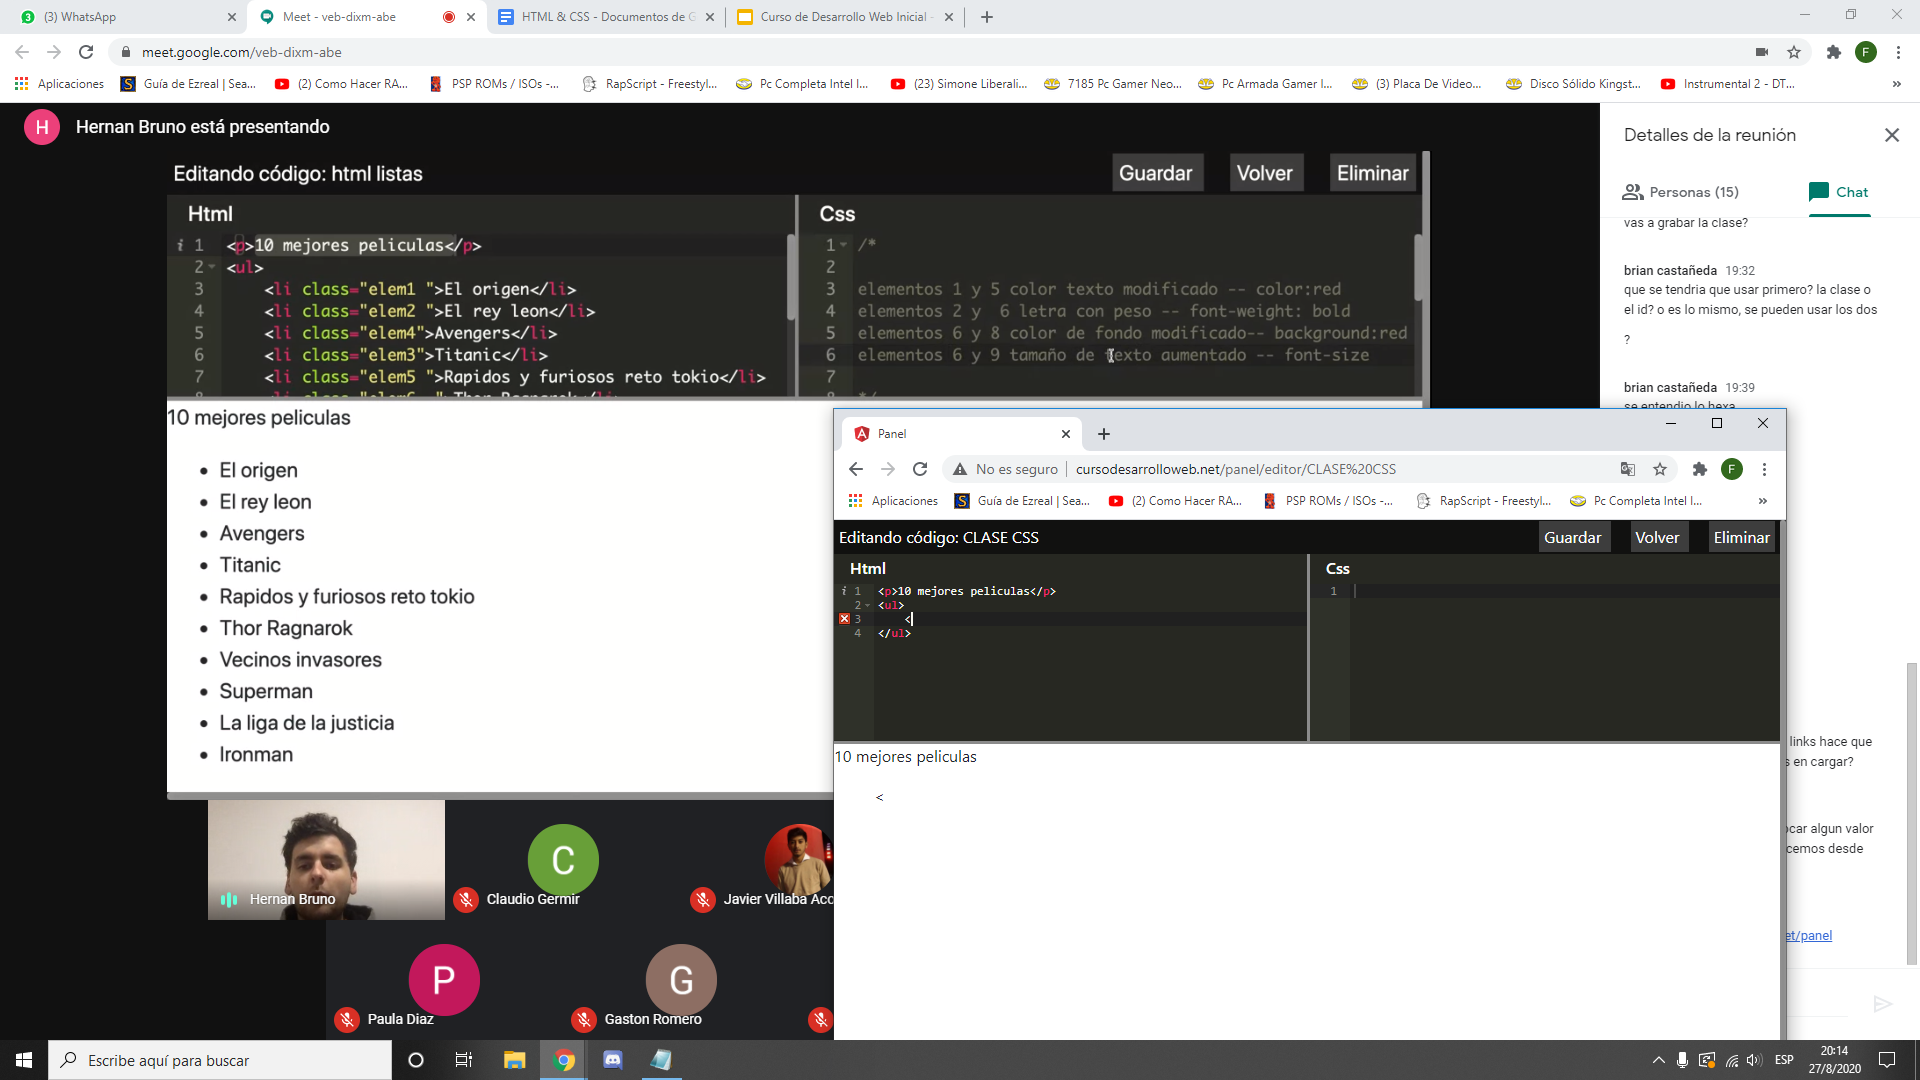 (3) WhatsApp
Meet - veb-dixm-abe
HTML & CSS - Documentos de G
Curso de Desarrollo Web Inicial -
meet.google.com/veb-dixm-abe
F
Aplicaciones
Guía de Ezreal | Sea...
(2) Como Hacer RA...
PSP ROMs / ISOs -...
RapScript - Freestyl...
Pc Completa Intel I...
(23) Simone Liberali...
7185 Pc Gamer Neo...
Pc Armada Gamer I...
(3) Placa De Video...
Disco Sólido Kingst...
Instrumental 2 - DT...
»
H
Hernan Bruno está presentando
Editando código: html listas
Guardar
Volver
Eliminar
Html
i 1 <p>10 mejores peliculas</p>
2 <ul>
3 <li class="elem1 ">El origen</li>
4 <li class="elem2 ">El rey leon</li>
5 <li class="elem4">Avengers</li>
6 <li class="elem3">Titanic</li>
7 <li class="elem5 ">Rapidos y furiosos reto tokio</li>
Css
1 /*
2
3 elementos 1 y 5 color texto modificado -- color:red
4 elementos 2 y  6 letra con peso -- font-weight: bold
5 elementos 6 y 8 color de fondo modificado-- background:red
6 elementos 6 y 9 tamaño de texto aumentado -- font-size
7
10 mejores peliculas
• El origen
• El rey leon
• Avengers
• Titanic
• Rapidos y furiosos reto tokio
• Thor Ragnarok
• Vecinos invasores
• Superman
• La liga de la justicia
• Ironman
Hernan Bruno
C
Claudio Germir
Javier Villaba Aco
P
Paula Diaz
G
Gaston Romero
Detalles de la reunión
Personas (15)
Chat
vas a grabar la clase?
brian castañeda 19:32
que se tendria que usar primero? la clase o
el id? o es lo mismo, se pueden usar los dos
?
brian castañeda 19:39
se entendio lo hexa
links hace que
en cargar?
ocar algun valor
cemos desde
et/panel
Panel
No es seguro
cursodesarrolloweb.net/panel/editor/CLASE%20CSS
F
Aplicaciones
Guía de Ezreal | Sea...
(2) Como Hacer RA...
PSP ROMs / ISOs -...
RapScript - Freestyl...
Pc Completa Intel I...
»
Editando código: CLASE CSS
Guardar
Volver
Eliminar
Html
i 1 <p>10 mejores peliculas</p>
2 <ul>
3 <
4 </ul>
Css
1
10 mejores peliculas
<
Escribe aquí para buscar
ESP
20:14
27/8/2020